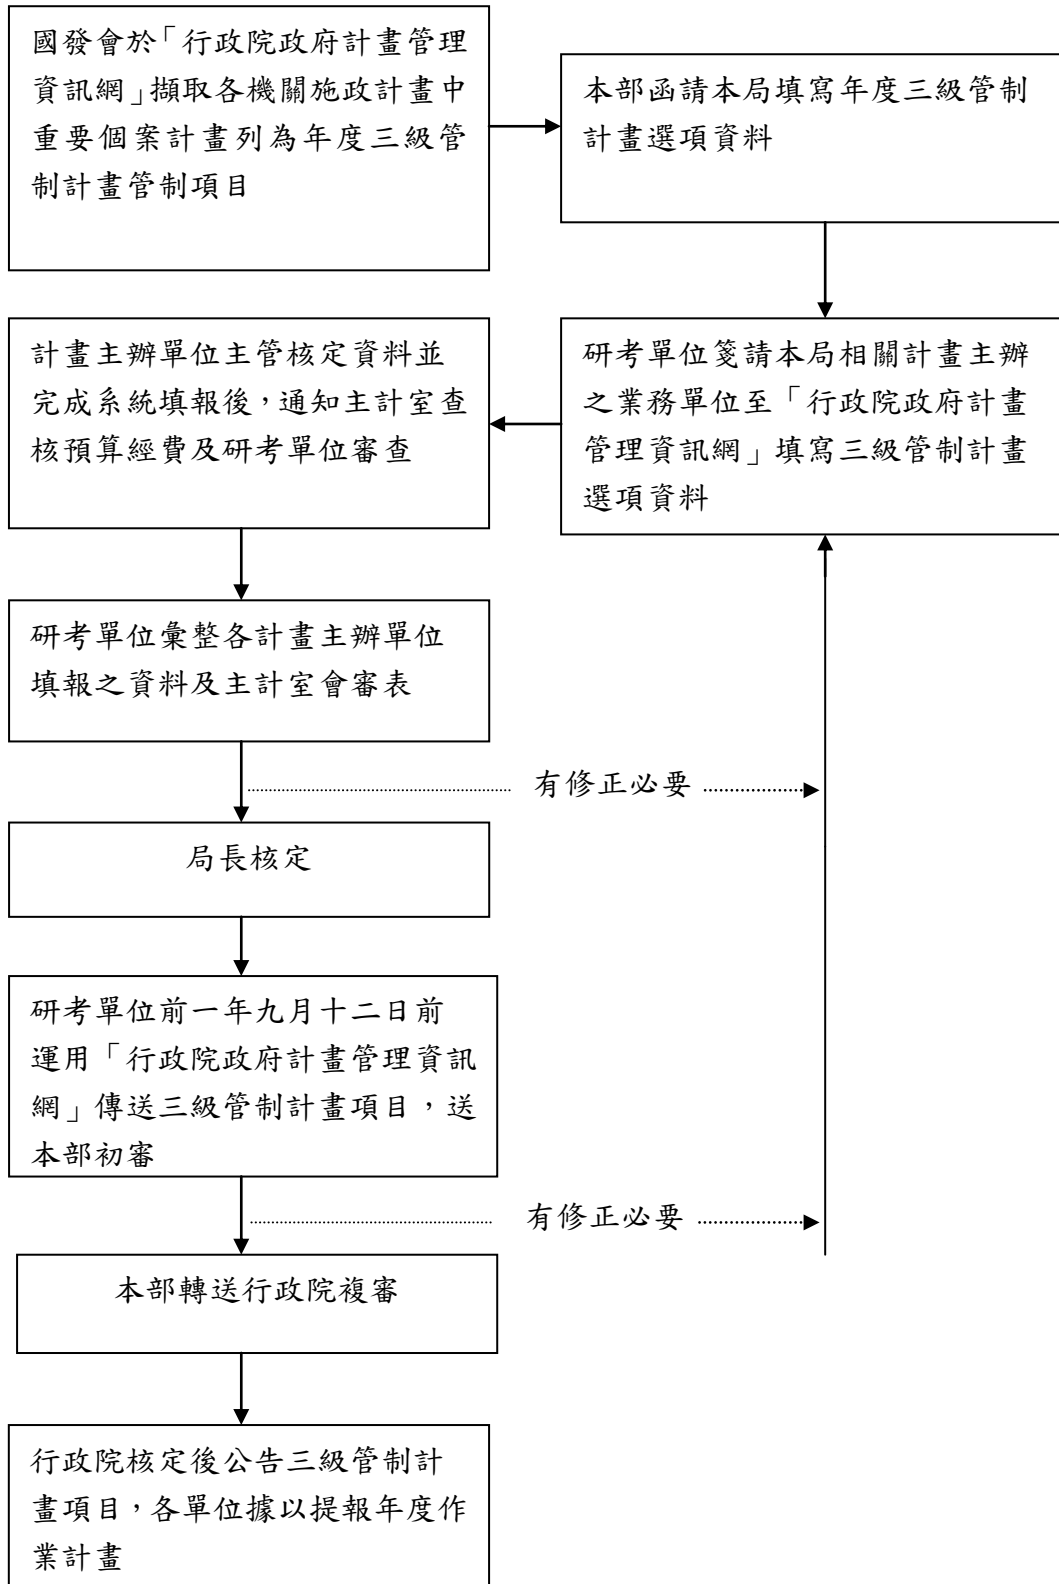 國發會於「行政院政府計畫管理
資訊網」擷取各機關施政計畫中
重要個案計畫列為年度三級管
制計畫管制項目
本部函請本局填寫年度三級管制
計畫選項資料
研考單位箋請本局相關計畫主辦
之業務單位至「行政院政府計畫
管理資訊網」填寫三級管制計畫
選項資料
計畫主辦單位主管核定資料並
完成系統填報後，通知主計室查
核預算經費及研考單位審查
研考單位彙整各計畫主辦單位
填報之資料及主計室會審表
有修正必要
局長核定
研考單位前一年九月十二日前
運用「行政院政府計畫管理資訊
網」傳送三級管制計畫項目，送
本部初審
有修正必要
本部轉送行政院複審
行政院核定後公告三級管制計
畫項目，各單位據以提報年度作
業計畫